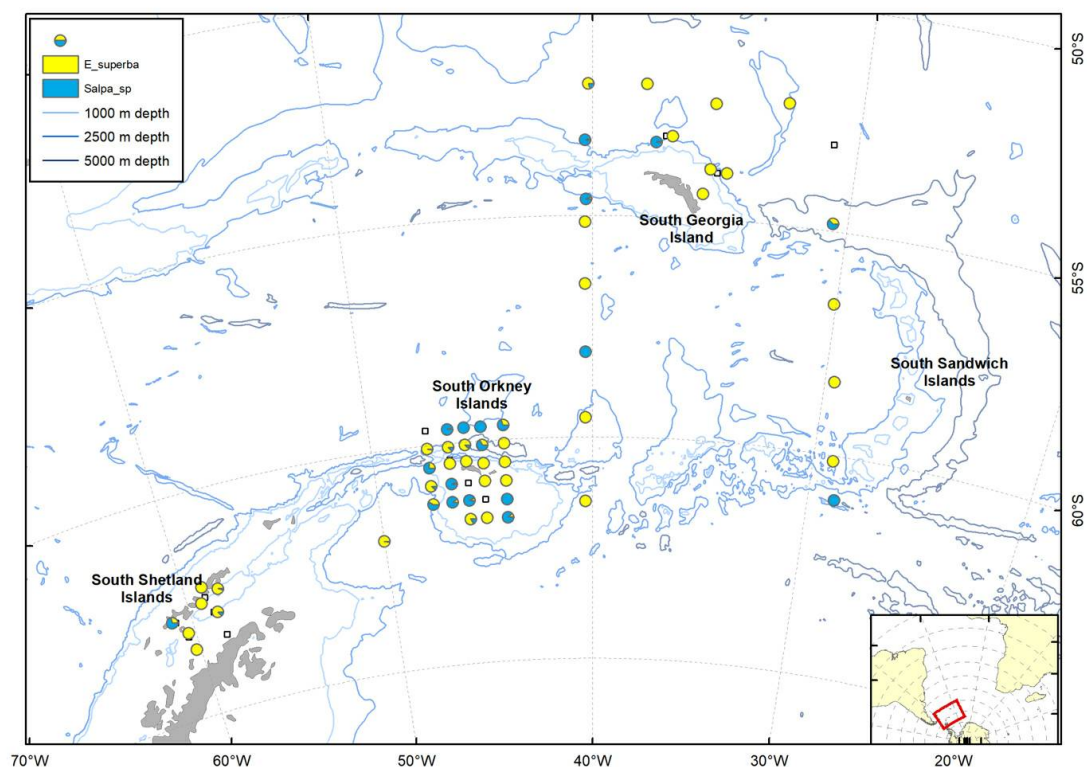 E_superba
Salpa_sp
1000 m depth
2500 m depth
5000 m depth
50°S
South Georgia
Island
55°S
South Sandwich
Islands
South Orkney
Islands
60°S
South Shetland
Islands
70°W
60°W
50°W
40°W
30°W
20°W